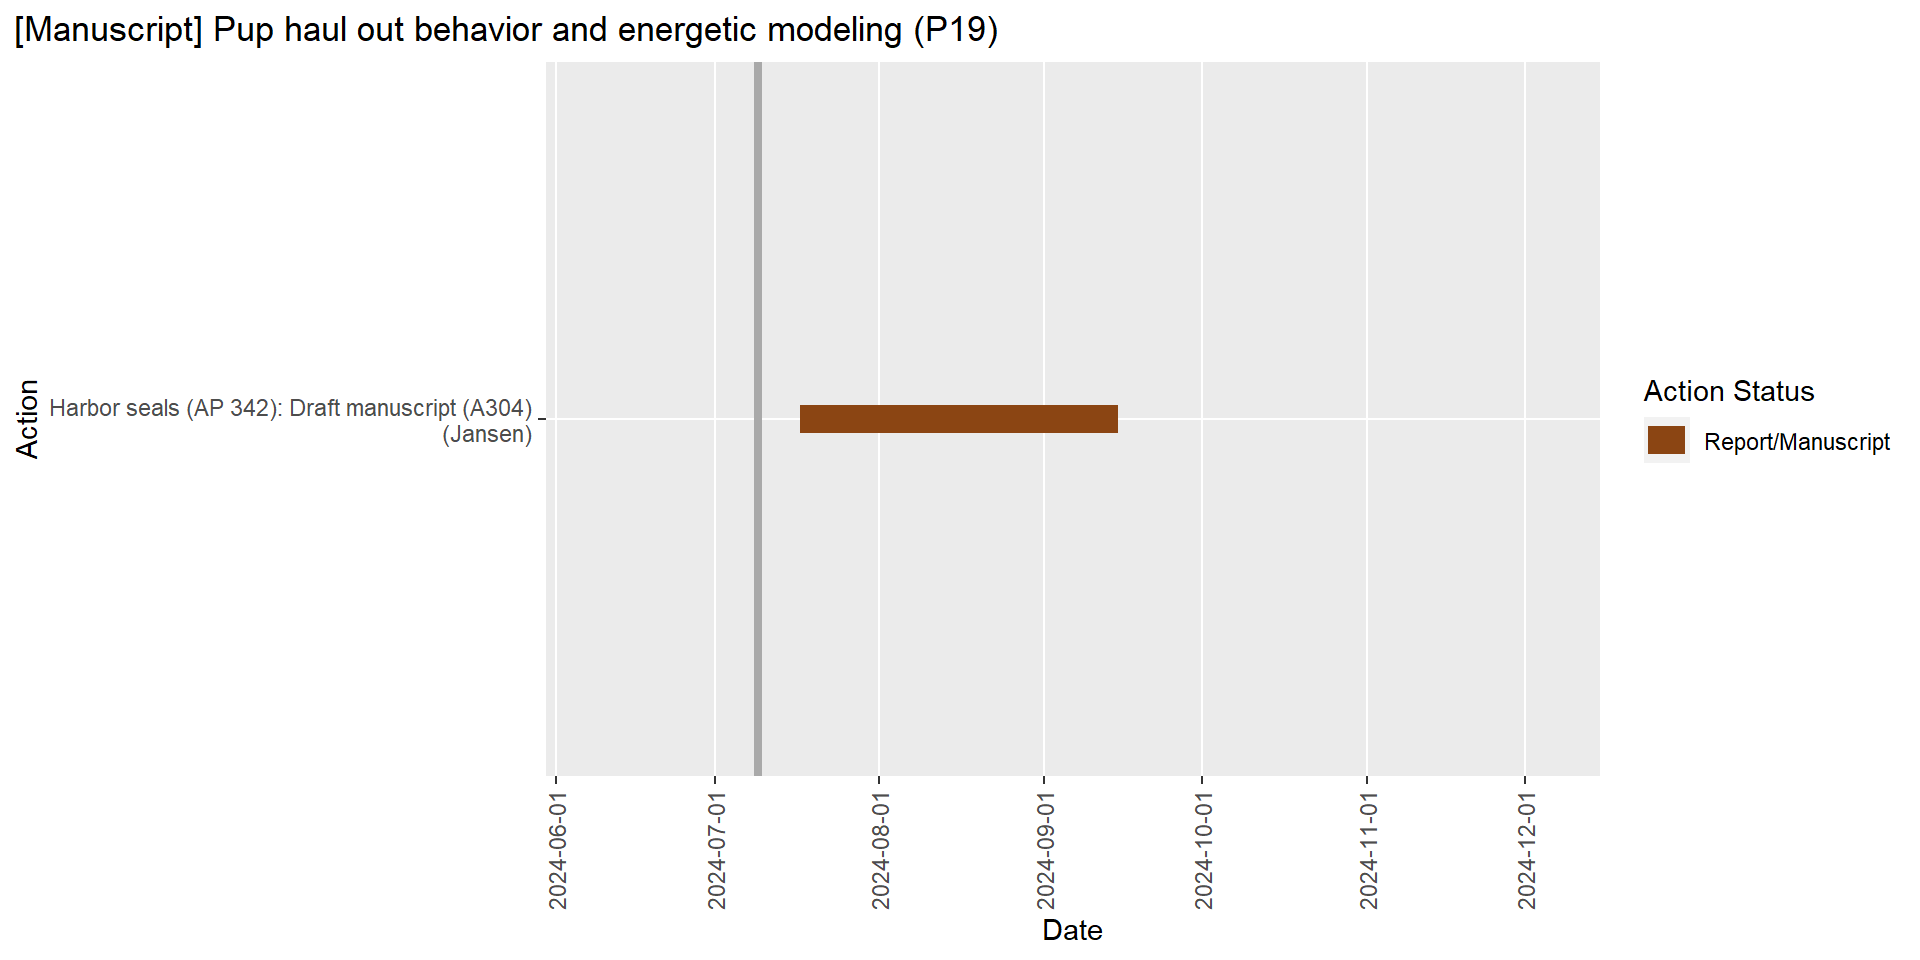 [Manuscript] Pup haul out behavior and energetic modeling (P19)
Action
Harbor seals (AP 342): Draft manuscript (A304)
(Jansen)
Action Status
Report/Manuscript
2024-06-01
2024-07-01
2024-08-01
2024-09-01
2024-10-01
2024-11-01
2024-12-01
Date